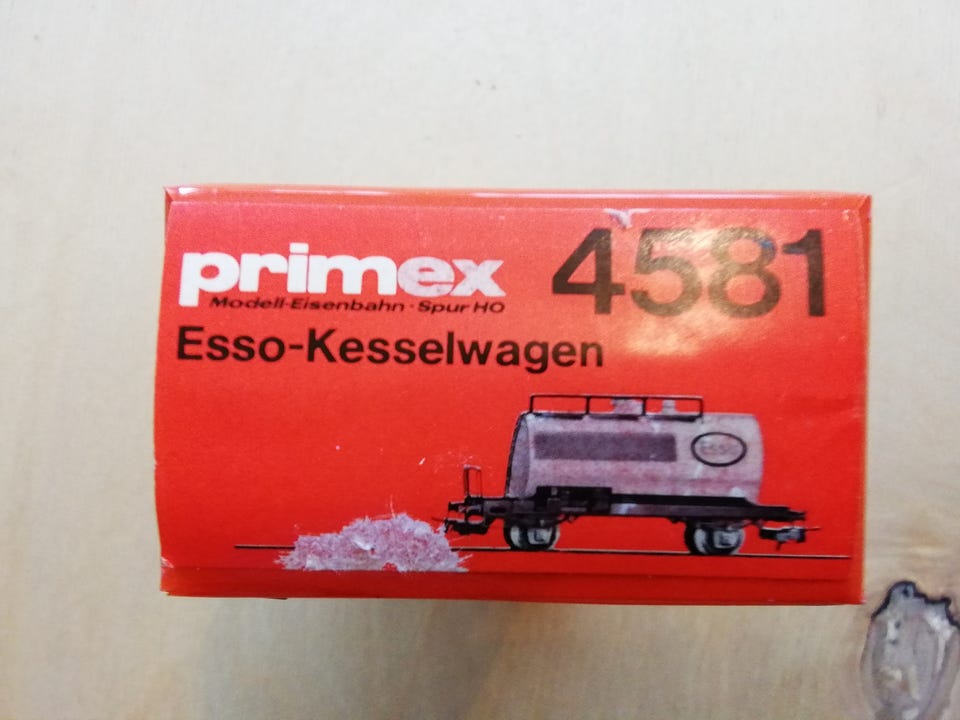 primex
4581
Modell-Eisenbahn · Spur HO
Esso-Kesselwagen
Esso